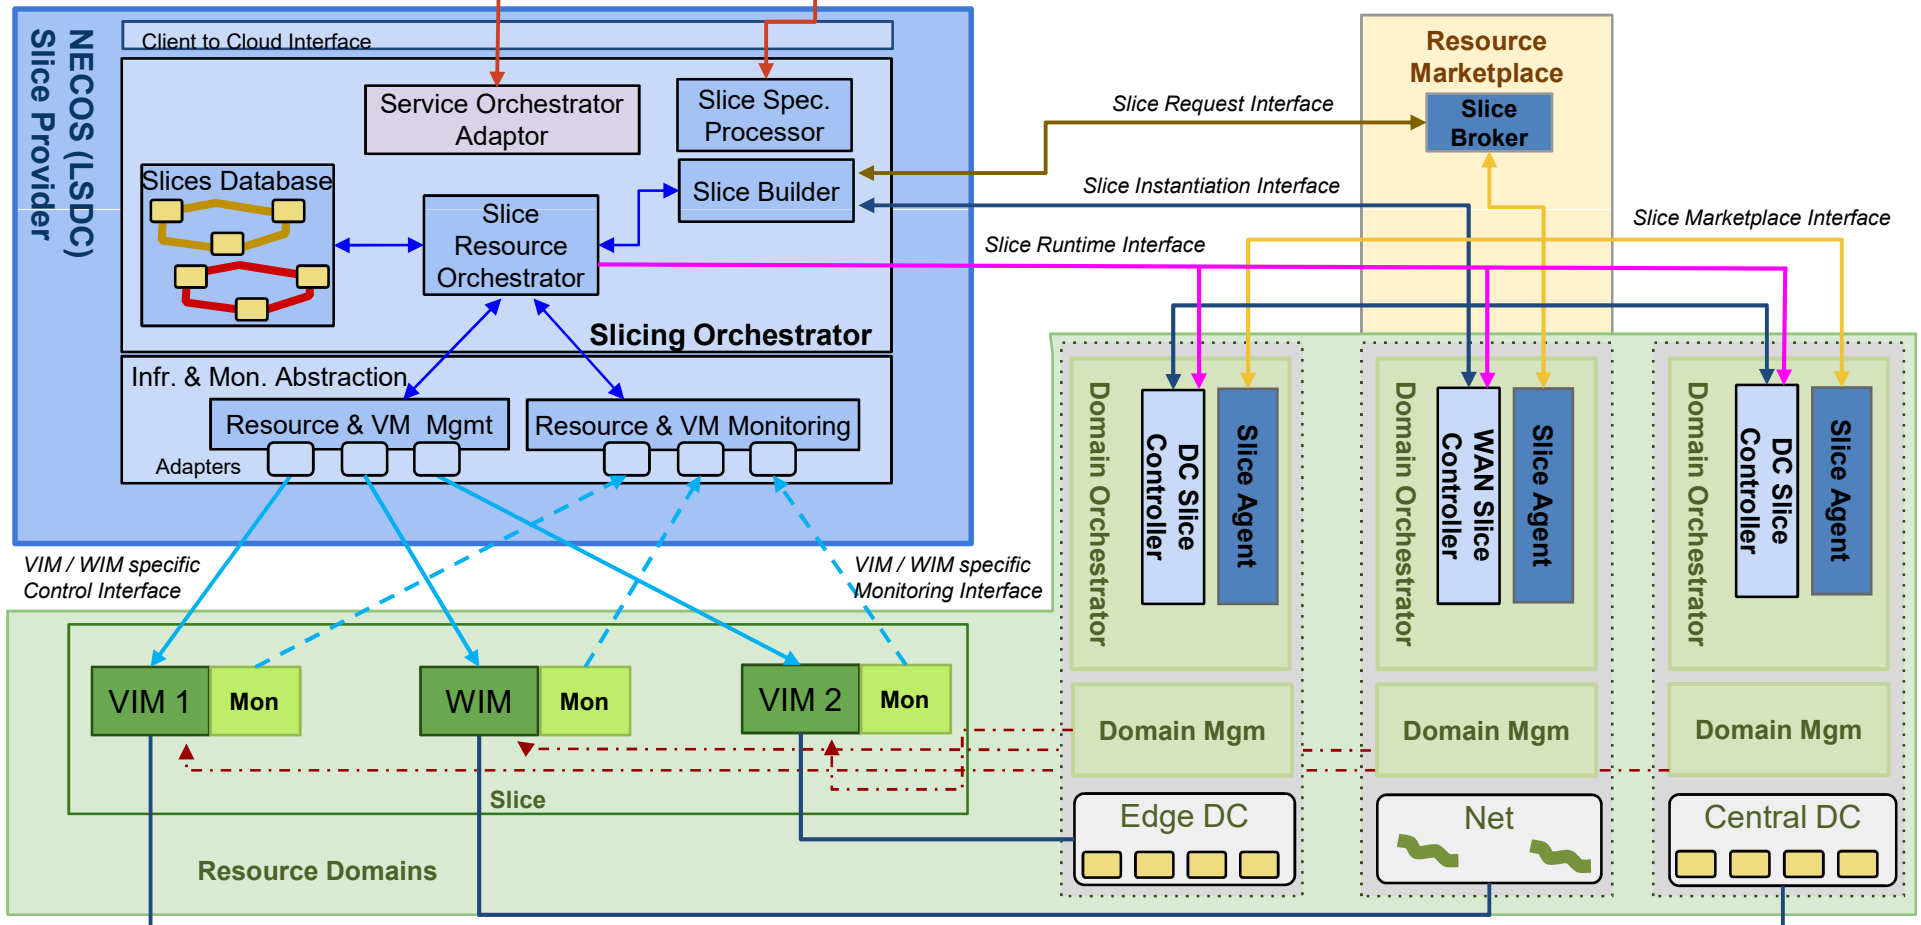 NECOS (LSDC)
Slice Provider
Client to Cloud Interface
Service Orchestrator
Adaptor
Slice Spec.
Processor
Slices Database
Slice
Resource
Orchestrator
Slice Builder
Slicing Orchestrator
Infr. & Mon. Abstraction
Resource & VM Mgmt
Resource & VM Monitoring
Adapters
VIM / WIM specific
Control Interface
VIM / WIM specific
Monitoring Interface
VIM 1
Mon
WIM
Mon
VIM 2
Mon
Slice
Resource Domains
Resource
Marketplace
Slice
Broker
Slice Request Interface
Slice Instantiation Interface
Slice Marketplace Interface
Slice Runtime Interface
Domain Orchestrator
DC Slice
Controller
Slice Agent
Domain Orchestrator
WAN Slice
Controller
Slice Agent
Domain Orchestrator
DC Slice
Controller
Slice Agent
Domain Mgm
Domain Mgm
Domain Mgm
Edge DC
Net
Central DC